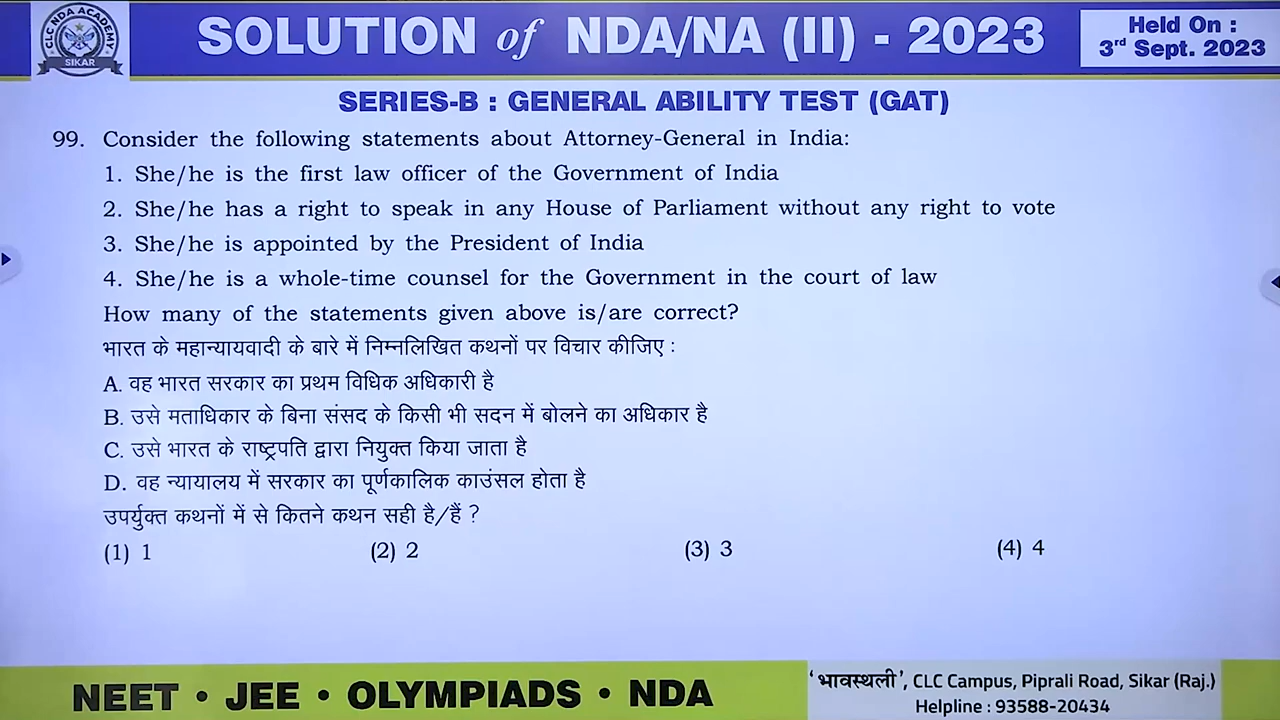 CLC NDA ACADEMY
SIKAR
SOLUTION of NDA/NA (II) - 2023
Held On :
3rd Sept. 2023
SERIES-B : GENERAL ABILITY TEST (GAT)
99. Consider the following statements about Attorney-General in India:
1. She/he is the first law officer of the Government of India
2. She/he has a right to speak in any House of Parliament without any right to vote
3. She/he is appointed by the President of India
4. She/he is a whole-time counsel for the Government in the court of law
How many of the statements given above is/are correct?
भारत के महान्यायवादी के बारे में निम्नलिखित कथनों पर विचार कीजिए :
A. वह भारत सरकार का प्रथम विधिक अधिकारी है
B. उसे मताधिकार के बिना संसद के किसी भी सदन में बोलने का अधिकार है
C. उसे भारत के राष्ट्रपति द्वारा नियुक्त किया जाता है
D. वह न्यायालय में सरकार का पूर्णकालिक काउंसल होता है
उपर्युक्त कथनों में से कितने कथन सही है/हैं ?
(1) 1 (2) 2 (3) 3 (4) 4
NEET • JEE • OLYMPIADS • NDA
'भावस्थली', CLC Campus, Piprali Road, Sikar (Raj.)
Helpline : 93588-20434